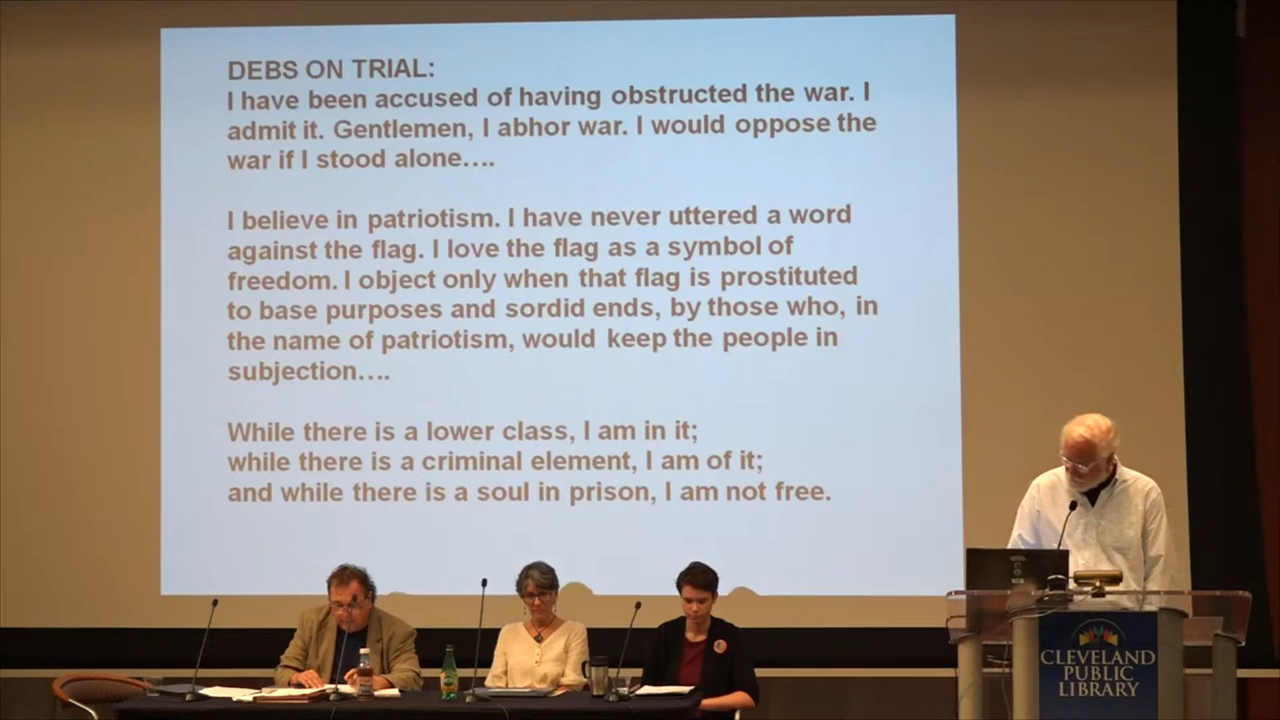 DEBS ON TRIAL:
I have been accused of having obstructed the war. I
admit it. Gentlemen, I abhor war. I would oppose the
war if I stood alone….
I believe in patriotism. I have never uttered a word
against the flag. I love the flag as a symbol of
freedom. I object only when that flag is prostituted
to base purposes and sordid ends, by those who, in
the name of patriotism, would keep the people in
subjection….
While there is a lower class, I am in it;
while there is a criminal element, I am of it;
and while there is a soul in prison, I am not free.
CLEVELAND
PUBLIC
LIBRARY